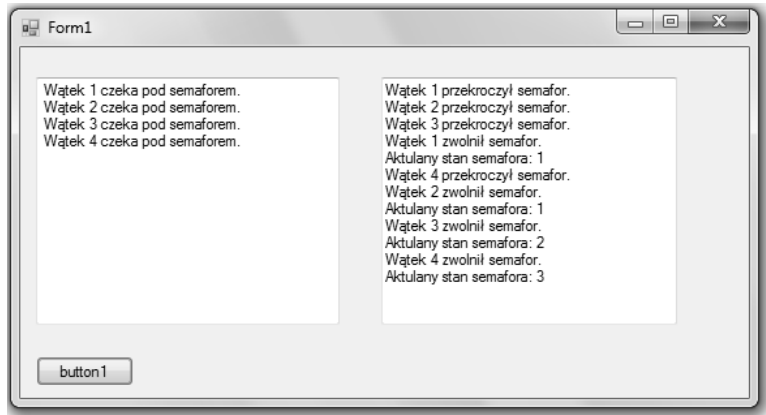 Form1
Wątek 1 czeka pod semaforem.
Wątek 2 czeka pod semaforem.
Wątek 3 czeka pod semaforem.
Wątek 4 czeka pod semaforem.
Wątek 1 przekroczył semafor.
Wątek 2 przekroczył semafor.
Wątek 3 przekroczył semafor.
Wątek 1 zwolnił semafor.
Aktulany stan semafora: 1
Wątek 4 przekroczył semafor.
Wątek 2 zwolnił semafor.
Aktulany stan semafora: 1
Wątek 3 zwolnił semafor.
Aktulany stan semafora: 2
Wątek 4 zwolnił semafor.
Aktulany stan semafora: 3
button1